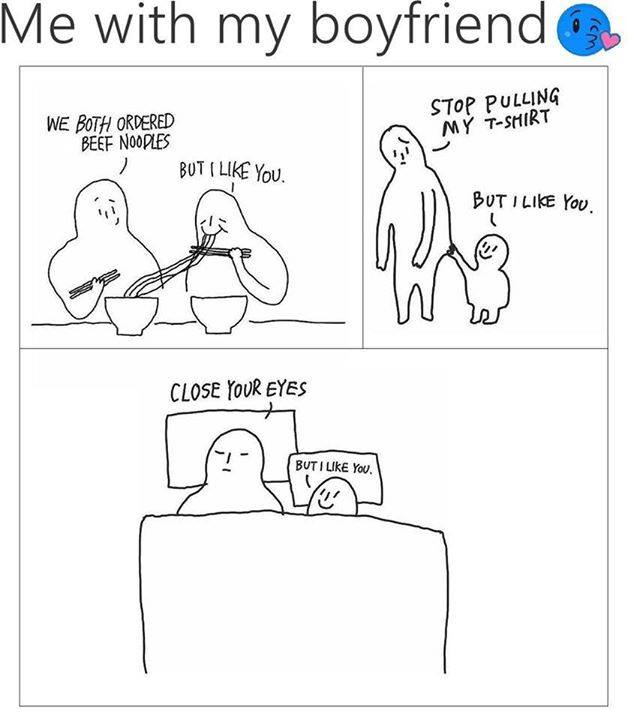 Me with my boyfriend 😘
WE BOTH ORDERED
BEEF NOODLES
BUT I LIKE YOU.
STOP PULLING
MY T-SHIRT
BUT I LIKE YOU.
CLOSE YOUR EYES
BUT I LIKE YOU.